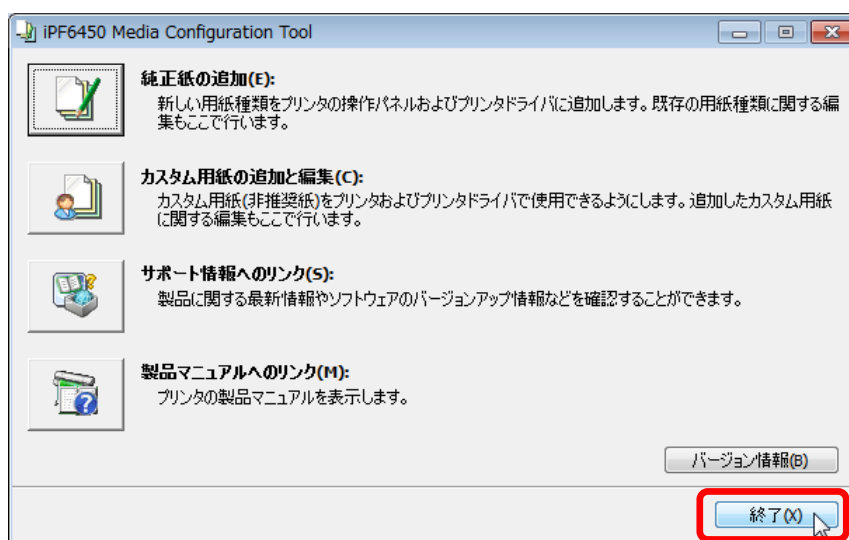 iPF6450 Media Configuration Tool
純正紙の追加(E):
新しい用紙種類をプリンタの操作パネルおよびプリンタドライバに追加します。既存の用紙種類に関する編
集もここで行います。
カスタム用紙の追加と編集(C):
カスタム用紙(非推奨紙)をプリンタおよびプリンタドライバで使用できるようにします。追加したカスタム用紙
に関する編集もここで行います。
サポート情報へのリンク(S):
製品に関する最新情報やソフトウェアのバージョンアップ情報などを確認することができます。
製品マニュアルへのリンク(M):
プリンタの製品マニュアルを表示します。
バージョン情報(B)
終了(X)